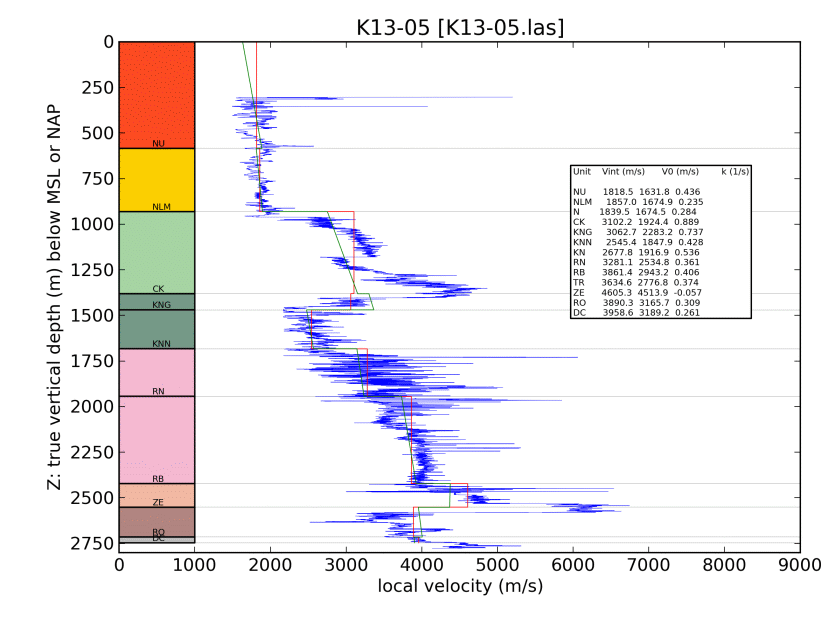 K13-05 [K13-05.las]
Z: true vertical depth (m) below MSL or NAP
0
250
500
750
1000
1250
1500
1750
2000
2250
2500
2750
NU
NLM
CK
KNG
KNN
RN
RB
ZE
RO
DC
Unit Vint (m/s) V0 (m/s) k (1/s)
NU 1818.5 1631.8 0.436
NLM 1857.0 1674.9 0.235
N 1839.5 1674.5 0.284
CK 3102.2 1924.4 0.889
KNG 3062.7 2283.2 0.737
KNN 2545.4 1847.9 0.428
KN 2677.8 1916.9 0.536
RN 3281.1 2534.8 0.361
RB 3861.4 2943.2 0.406
TR 3634.6 2776.8 0.374
ZE 4605.3 4513.9 -0.057
RO 3890.3 3165.7 0.309
DC 3958.6 3189.2 0.261
0 1000 2000 3000 4000 5000 6000 7000 8000 9000
local velocity (m/s)